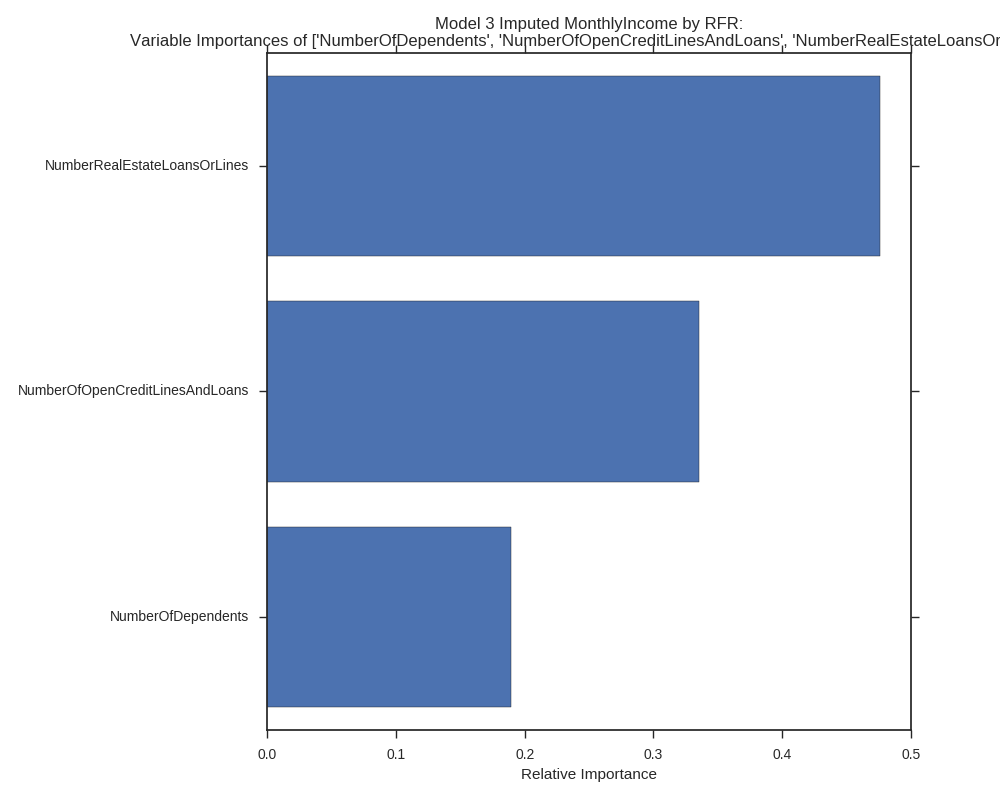 Model 3 Imputed MonthlyIncome by RFR:
Variable Importances of ['NumberOfDependents', 'NumberOfOpenCreditLinesAndLoans', 'NumberRealEstateLoansOr
NumberRealEstateLoansOrLines
NumberOfOpenCreditLinesAndLoans
NumberOfDependents
0.0 0.1 0.2 0.3 0.4 0.5
Relative Importance